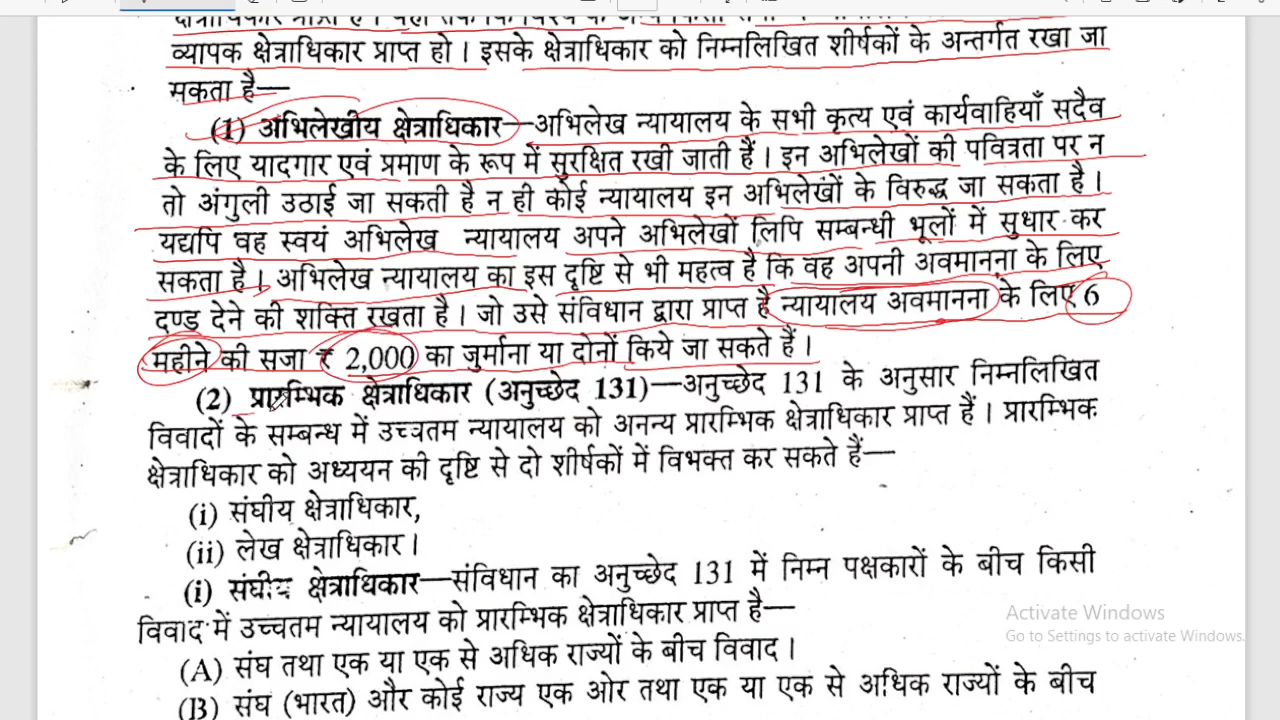 व्यापक क्षेत्राधिकार प्राप्त हो। इसके क्षेत्राधिकार को निम्नलिखित शीर्षकों के अन्तर्गत रखा जा
सकता है—
(1) अभिलेखीय क्षेत्राधिकार—अभिलेख न्यायालय के सभी कृत्य एवं कार्यवाहियाँ सदैव
के लिए यादगार एवं प्रमाण के रूप में सुरक्षित रखी जाती हैं। इन अभिलेखों की पवित्रता पर न
तो अंगुली उठाई जा सकती है न ही कोई न्यायालय इन अभिलेखों के विरुद्ध जा सकता है।
यद्यपि वह स्वयं अभिलेख न्यायालय अपने अभिलेखों लिपि सम्बन्धी भूलों में सुधार कर
सकता है। अभिलेख न्यायालय का इस दृष्टि से भी महत्व है कि वह अपनी अवमानना के लिए
दण्ड देने की शक्ति रखता है। जो उसे संविधान द्वारा प्राप्त है न्यायालय अवमानना के लिए 6
महीने की सजा ₹ 2,000 का जुर्माना या दोनों किये जा सकते हैं।
(2) प्रारम्भिक क्षेत्राधिकार (अनुच्छेद 131)—अनुच्छेद 131 के अनुसार निम्नलिखित
विवादों के सम्बन्ध में उच्चतम न्यायालय को अनन्य प्रारम्भिक क्षेत्राधिकार प्राप्त हैं। प्रारम्भिक
क्षेत्राधिकार को अध्ययन की दृष्टि से दो शीर्षकों में विभक्त कर सकते हैं—
(i) संघीय क्षेत्राधिकार,
(ii) लेख क्षेत्राधिकार।
(i) संघीय क्षेत्राधिकार—संविधान का अनुच्छेद 131 में निम्न पक्षकारों के बीच किसी
विवाद में उच्चतम न्यायालय को प्रारम्भिक क्षेत्राधिकार प्राप्त है—
Activate Windows
Go to Settings to activate Windows.
(A) संघ तथा एक या एक से अधिक राज्यों के बीच विवाद।
(B) संघ (भारत) और कोई राज्य एक ओर तथा एक या एक से अधिक राज्यों के बीच